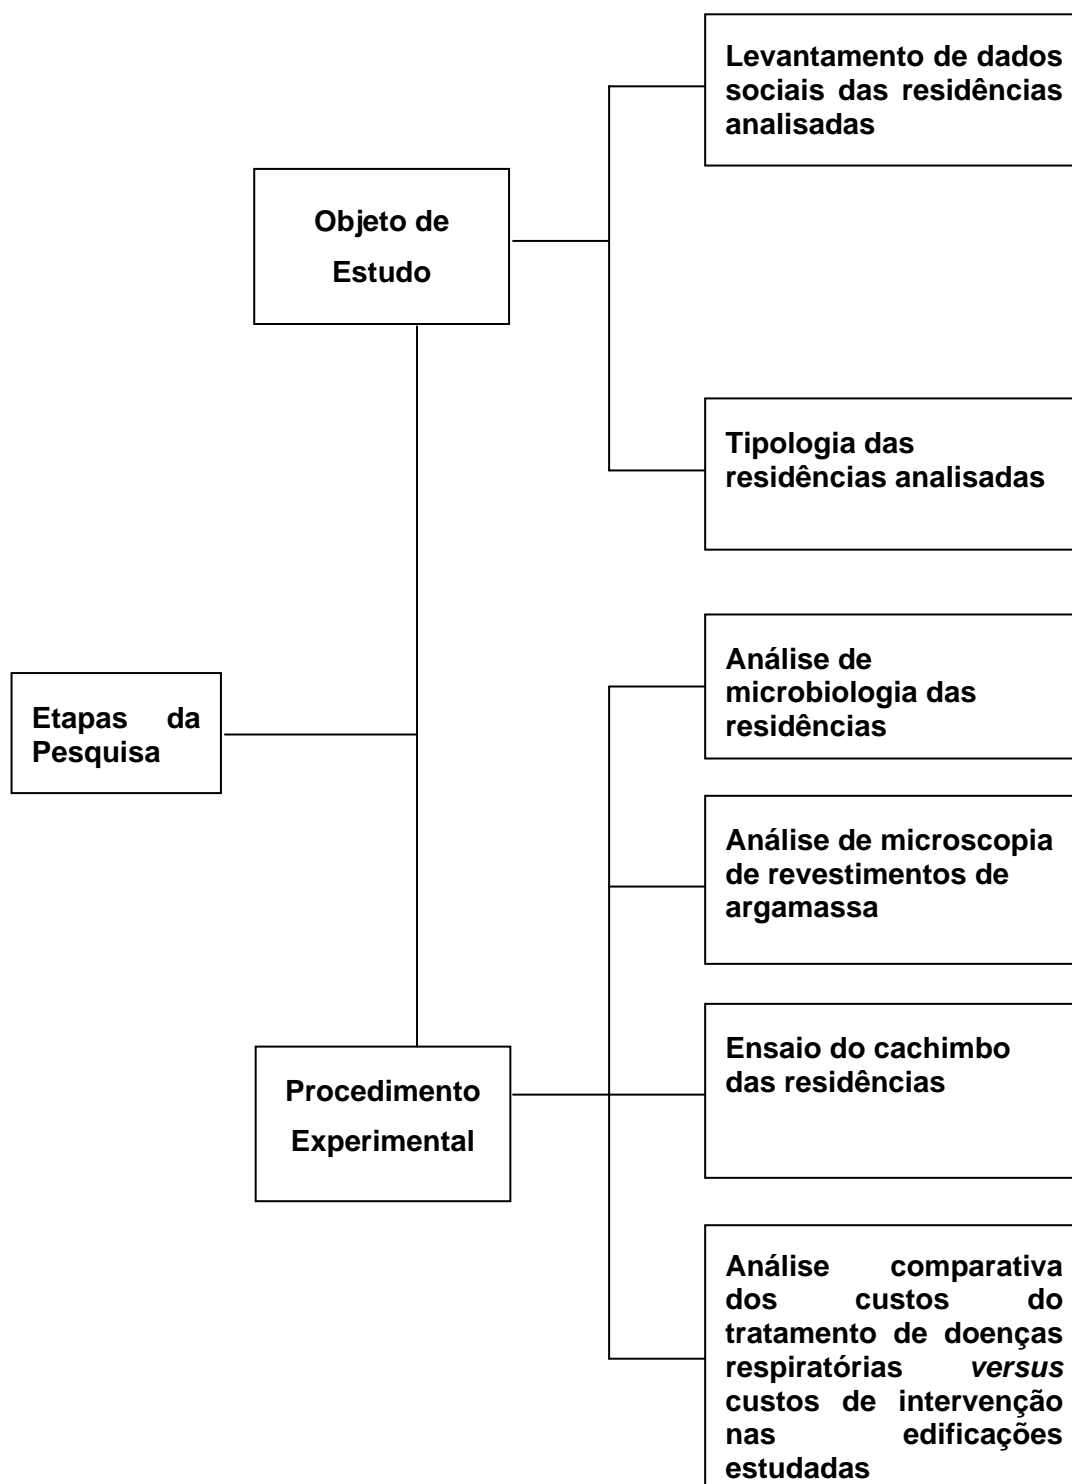 Etapas da
Pesquisa
Objeto de
Estudo
Levantamento de dados
sociais das residências
analisadas
Tipologia das
residências analisadas
Procedimento
Experimental
Análise de
microbiologia das
residências
Análise de microscopia
de revestimentos de
argamassa
Ensaio do cachimbo
das residências
Análise comparativa
dos custos do
tratamento de doenças
respiratórias versus
custos de intervenção
nas edificações
estudadas